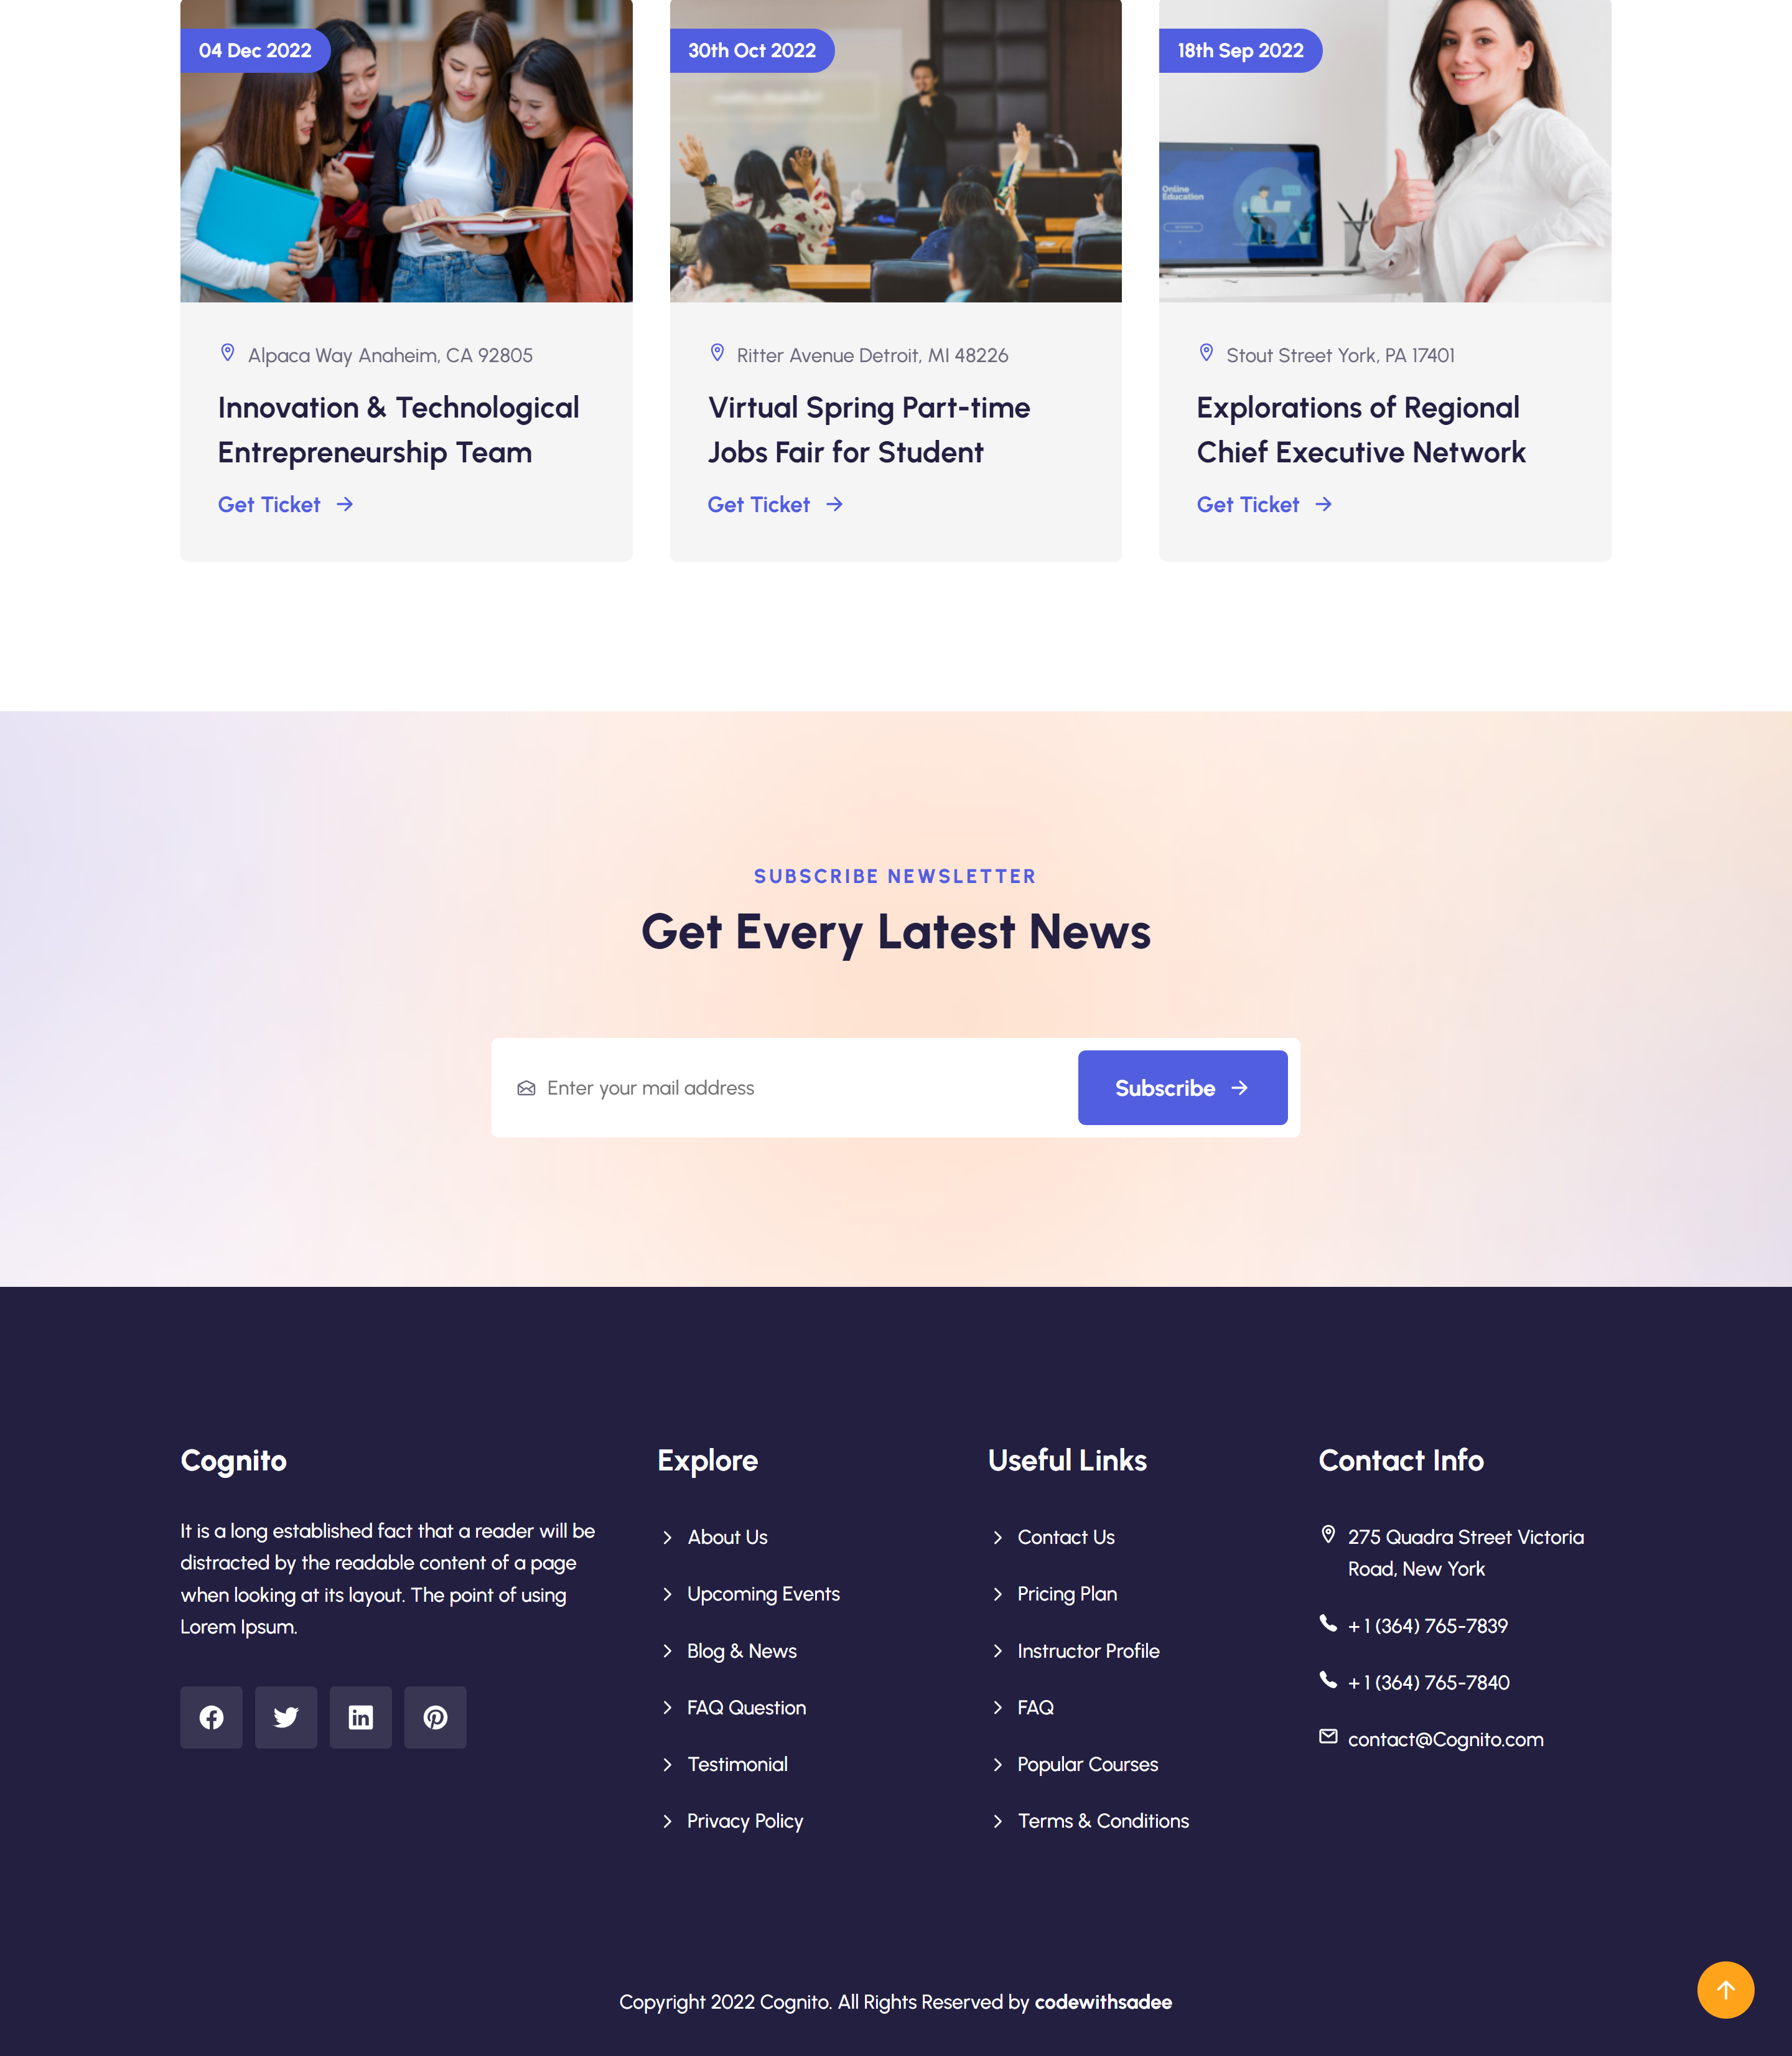 04 Dec 2022
30th Oct 2022
18th Sep 2022
Online
Education
Alpaca Way Anaheim, CA 92805
Innovation & Technological
Entrepreneurship Team
Get Ticket
Ritter Avenue Detroit, MI 48226
Virtual Spring Part-time
Jobs Fair for Student
Get Ticket
Stout Street York, PA 17401
Explorations of Regional
Chief Executive Network
Get Ticket
SUBSCRIBE NEWSLETTER
Get Every Latest News
Enter your mail address
Subscribe
Cognito
It is a long established fact that a reader will be
distracted by the readable content of a page
when looking at its layout. The point of using
Lorem Ipsum.
Explore
About Us
Upcoming Events
Blog & News
FAQ Question
Testimonial
Privacy Policy
Useful Links
Contact Us
Pricing Plan
Instructor Profile
FAQ
Popular Courses
Terms & Conditions
Contact Info
275 Quadra Street Victoria
Road, New York
+ 1 (364) 765-7839
+ 1 (364) 765-7840
contact@Cognito.com
Copyright 2022 Cognito. All Rights Reserved by codewithsadee